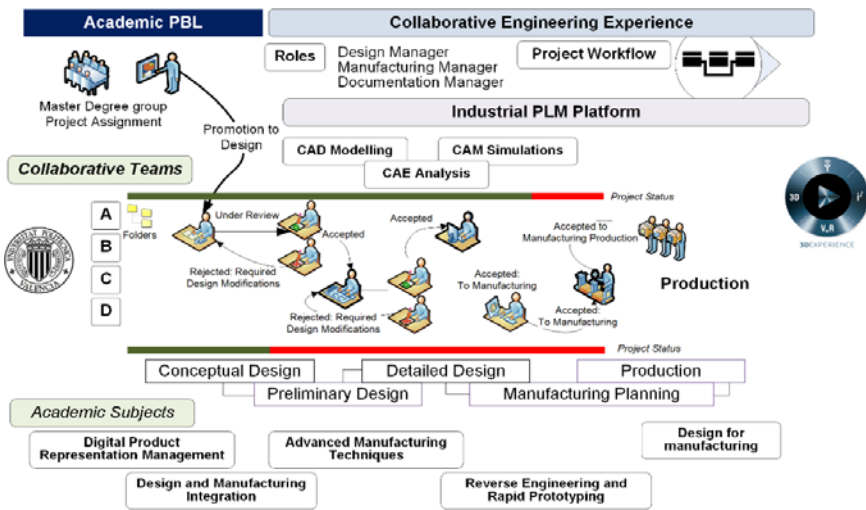 Academic PBL
Collaborative Engineering Experience
Roles
Design Manager
Manufacturing Manager
Documentation Manager
Project Workflow
Master Degree group
Project Assignment
Industrial PLM Platform
Promotion to
Design
CAD Modelling
CAM Simulations
CAE Analysis
Collaborative Teams
Project Status
A
B
C
D
Folders
Under Review
Accepted
Rejected: Required
Design Modifications
Accepted
Rejected: Required
Design Modifications
Accepted:
To Manufacturing
Accepted to
Manufacturing Production
Accepted:
To Manufacturing
Production
UNIVERSITAT POLITECNICA
VALENCIA
3D
V,R
3DEXPERIENCE
Project Status
Conceptual Design
Detailed Design
Production
Preliminary Design
Manufacturing Planning
Academic Subjects
Digital Product
Representation Management
Advanced Manufacturing
Techniques
Design for
manufacturing
Design and Manufacturing
Integration
Reverse Engineering and
Rapid Prototyping